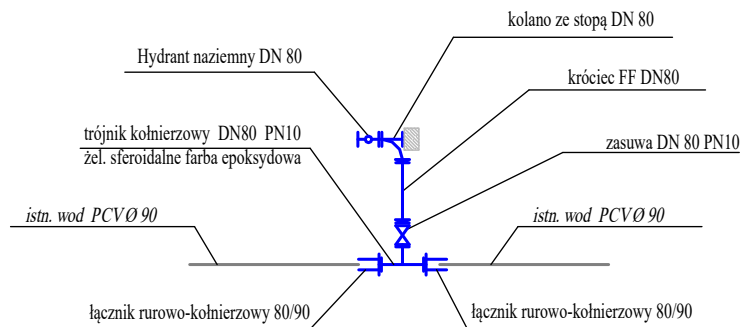 kolano ze stopą DN 80
Hydrant naziemny DN 80
króciec FF DN80
trójnik kołnierzowy DN80 PN10
żel. sferoidalne farba epoksydowa
zasuwa DN 80 PN10
istn. wod PCV Ø 90
istn. wod PCV Ø 90
łącznik rurowo-kołnierzowy 80/90
łącznik rurowo-kołnierzowy 80/90